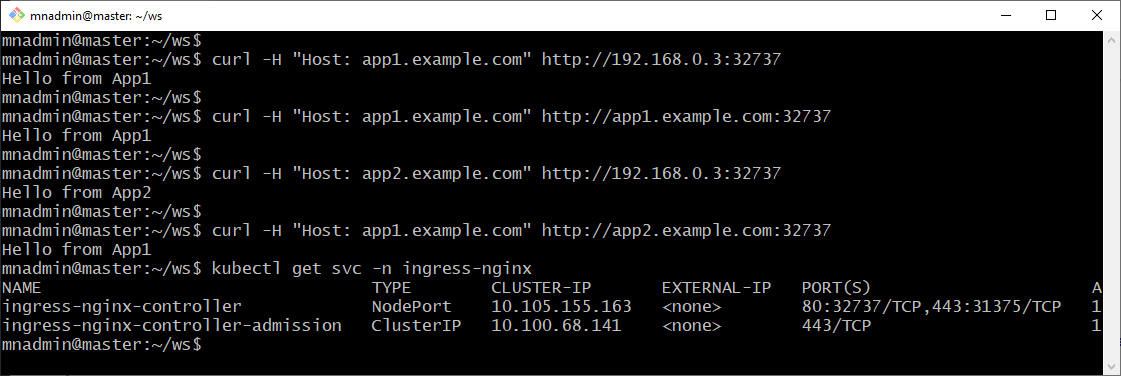 mnadmin@master: ~/ws
mnadmin@master:~/ws$
mnadmin@master:~/ws$ curl -H "Host: app1.example.com" http://192.168.0.3:32737
Hello from App1
mnadmin@master:~/ws$
mnadmin@master:~/ws$ curl -H "Host: app1.example.com" http://app1.example.com:32737
Hello from App1
mnadmin@master:~/ws$
mnadmin@master:~/ws$ curl -H "Host: app2.example.com" http://192.168.0.3:32737
Hello from App2
mnadmin@master:~/ws$
mnadmin@master:~/ws$ curl -H "Host: app1.example.com" http://app2.example.com:32737
Hello from App1
mnadmin@master:~/ws$ kubectl get svc -n ingress-nginx
NAME                                 TYPE        CLUSTER-IP       EXTERNAL-IP   PORT(S)                      A
ingress-nginx-controller             NodePort    10.105.155.163   <none>        80:32737/TCP,443:31375/TCP   1
ingress-nginx-controller-admission   ClusterIP   10.100.68.141    <none>        443/TCP                      1
mnadmin@master:~/ws$